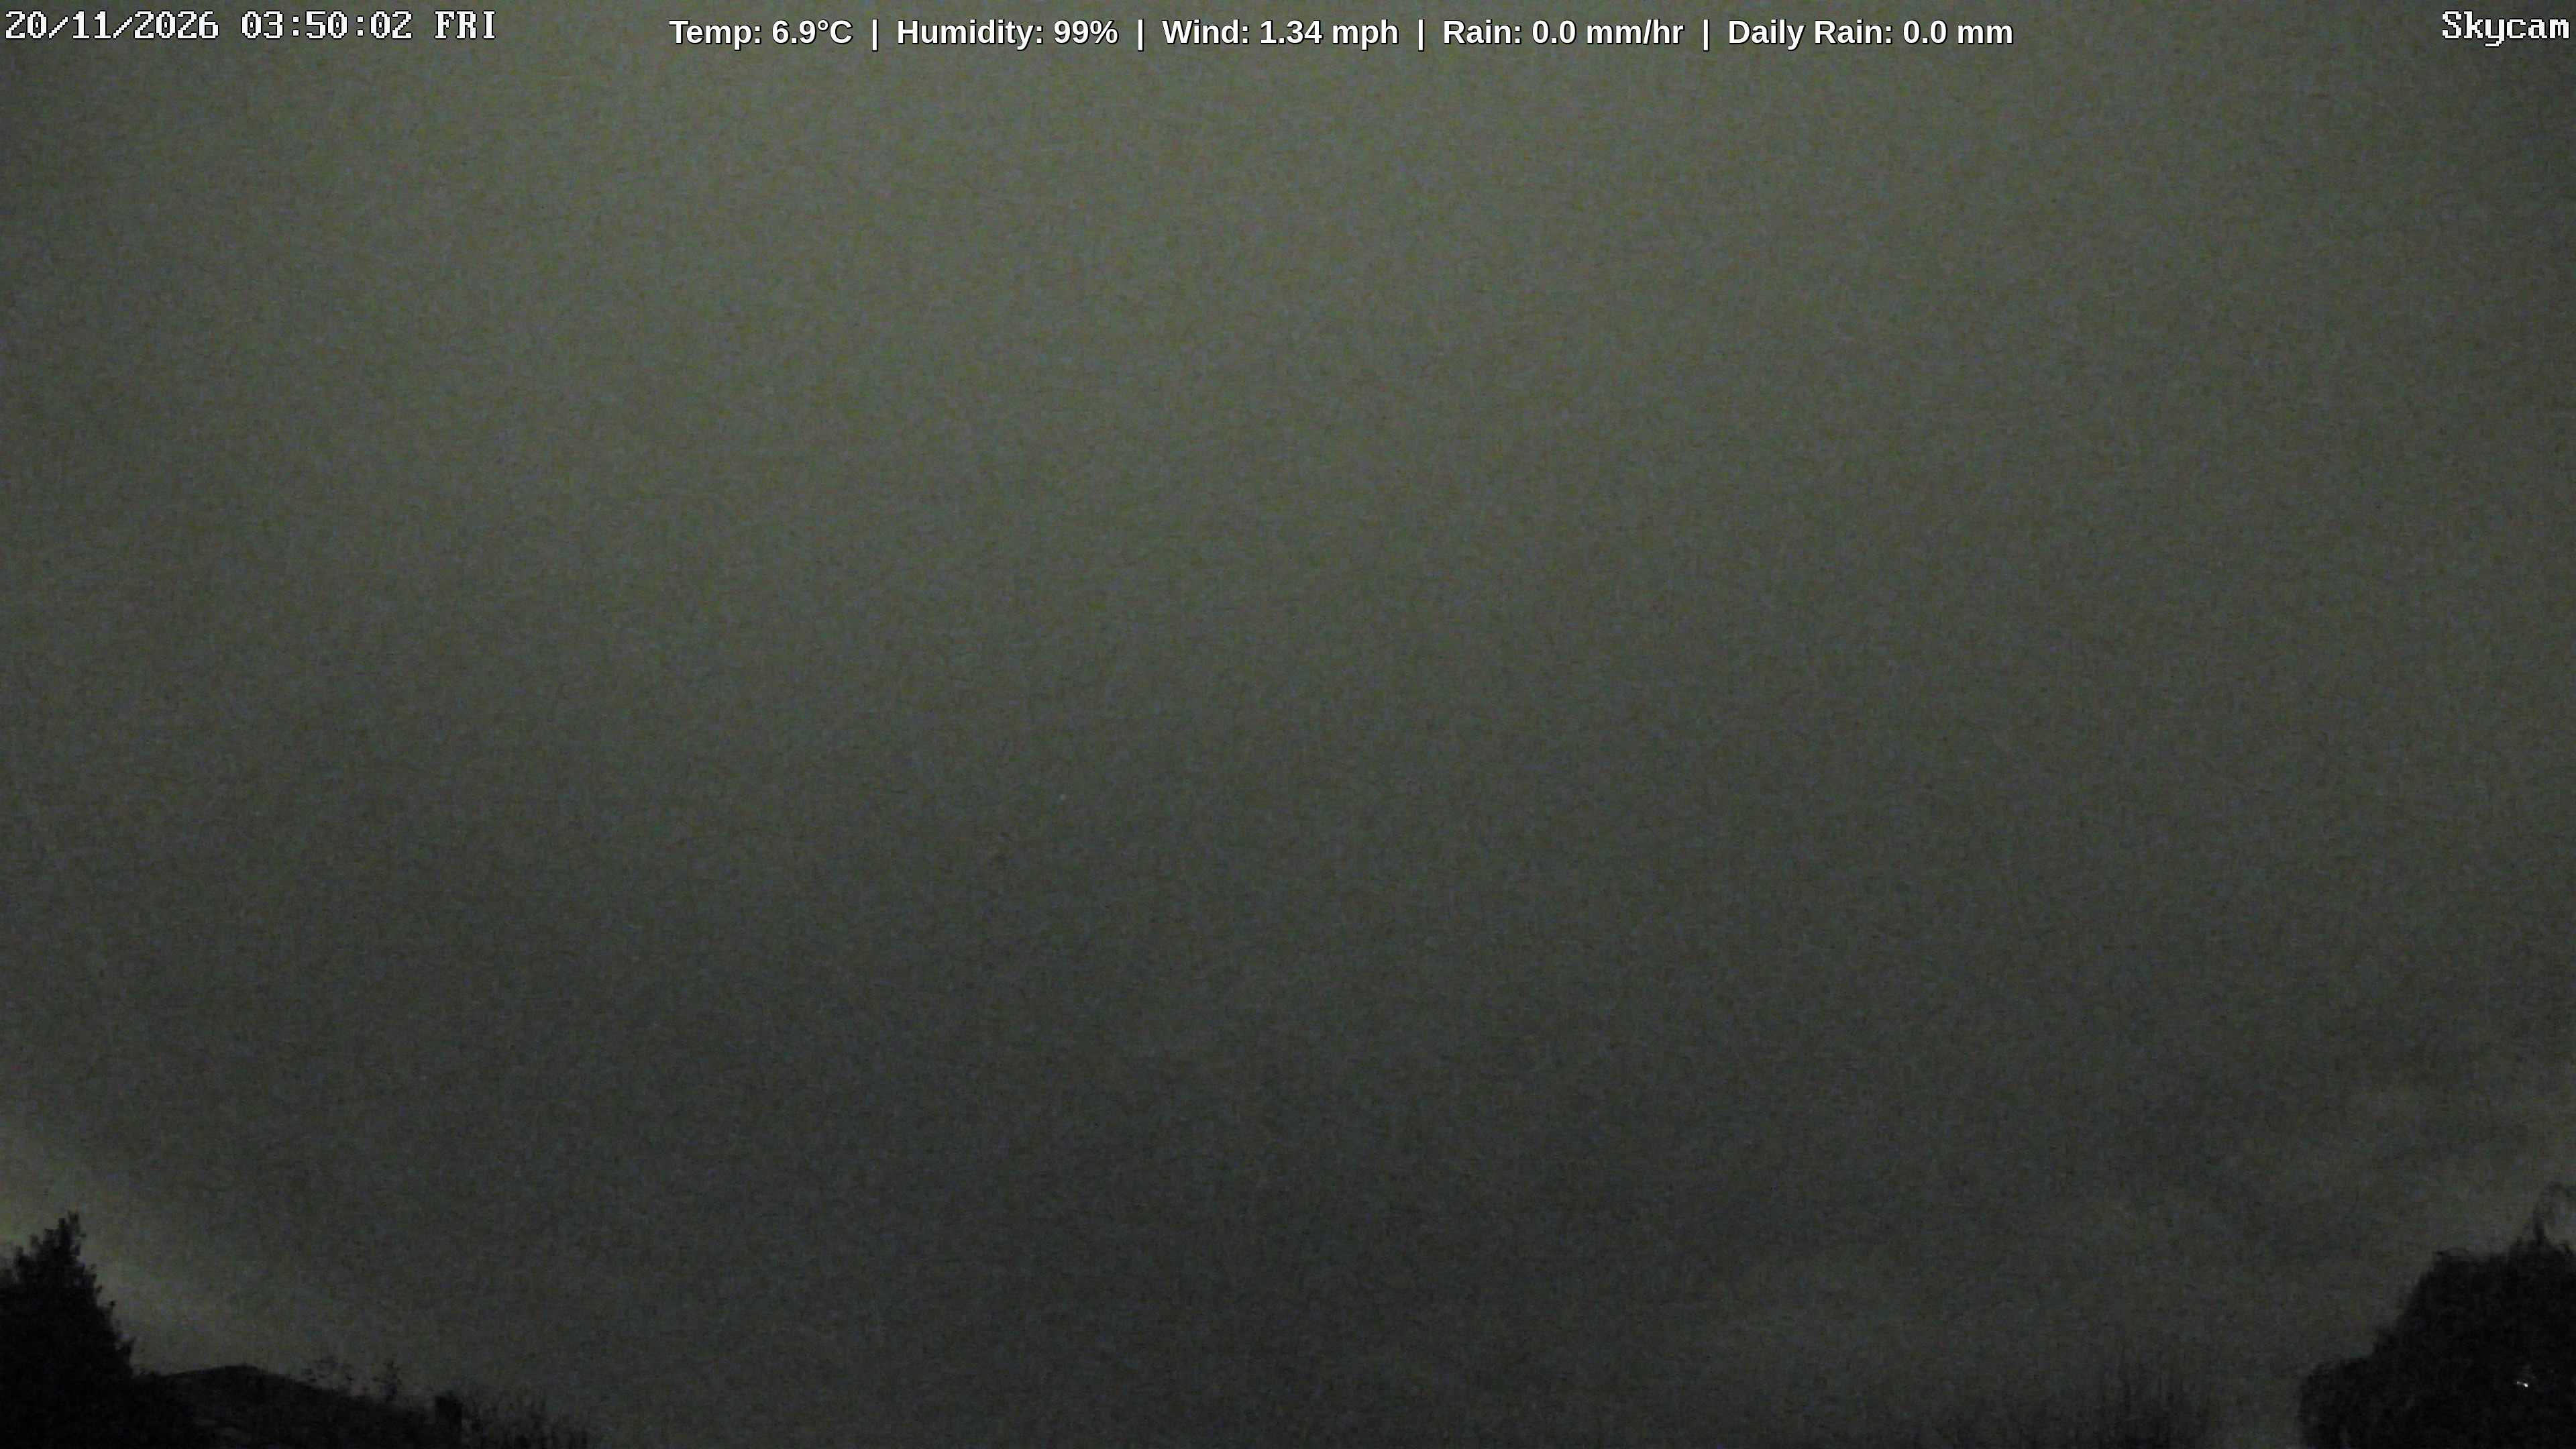 20/11/2026 03:50:02 FRI
Temp: 6.9°C | Humidity: 99% | Wind: 1.34 mph | Rain: 0.0 mm/hr | Daily Rain: 0.0 mm
Skycam